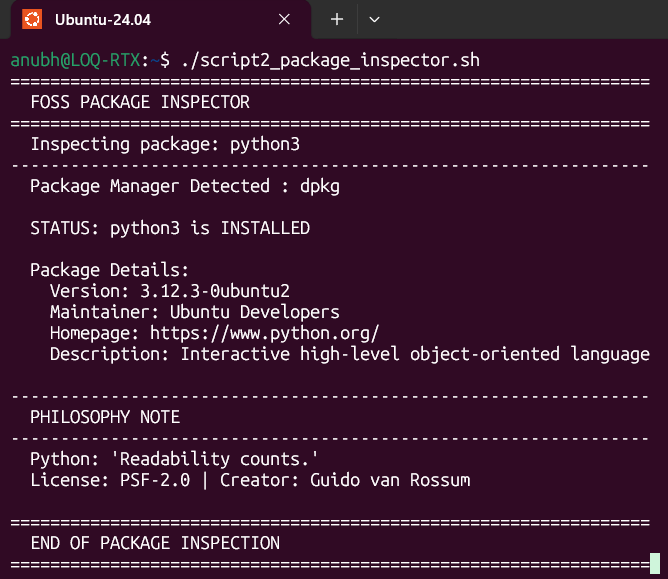 Ubuntu-24.04
anubh@LOQ-RTX:~$ ./script2_package_inspector.sh
================================================================
FOSS PACKAGE INSPECTOR
================================================================
Inspecting package: python3
----------------------------------------------------------------
Package Manager Detected : dpkg
STATUS: python3 is INSTALLED
Package Details:
Version: 3.12.3-0ubuntu2
Maintainer: Ubuntu Developers
Homepage: https://www.python.org/
Description: Interactive high-level object-oriented language
----------------------------------------------------------------
PHILOSOPHY NOTE
----------------------------------------------------------------
Python: 'Readability counts.'
License: PSF-2.0 | Creator: Guido van Rossum
================================================================
END OF PACKAGE INSPECTION
================================================================